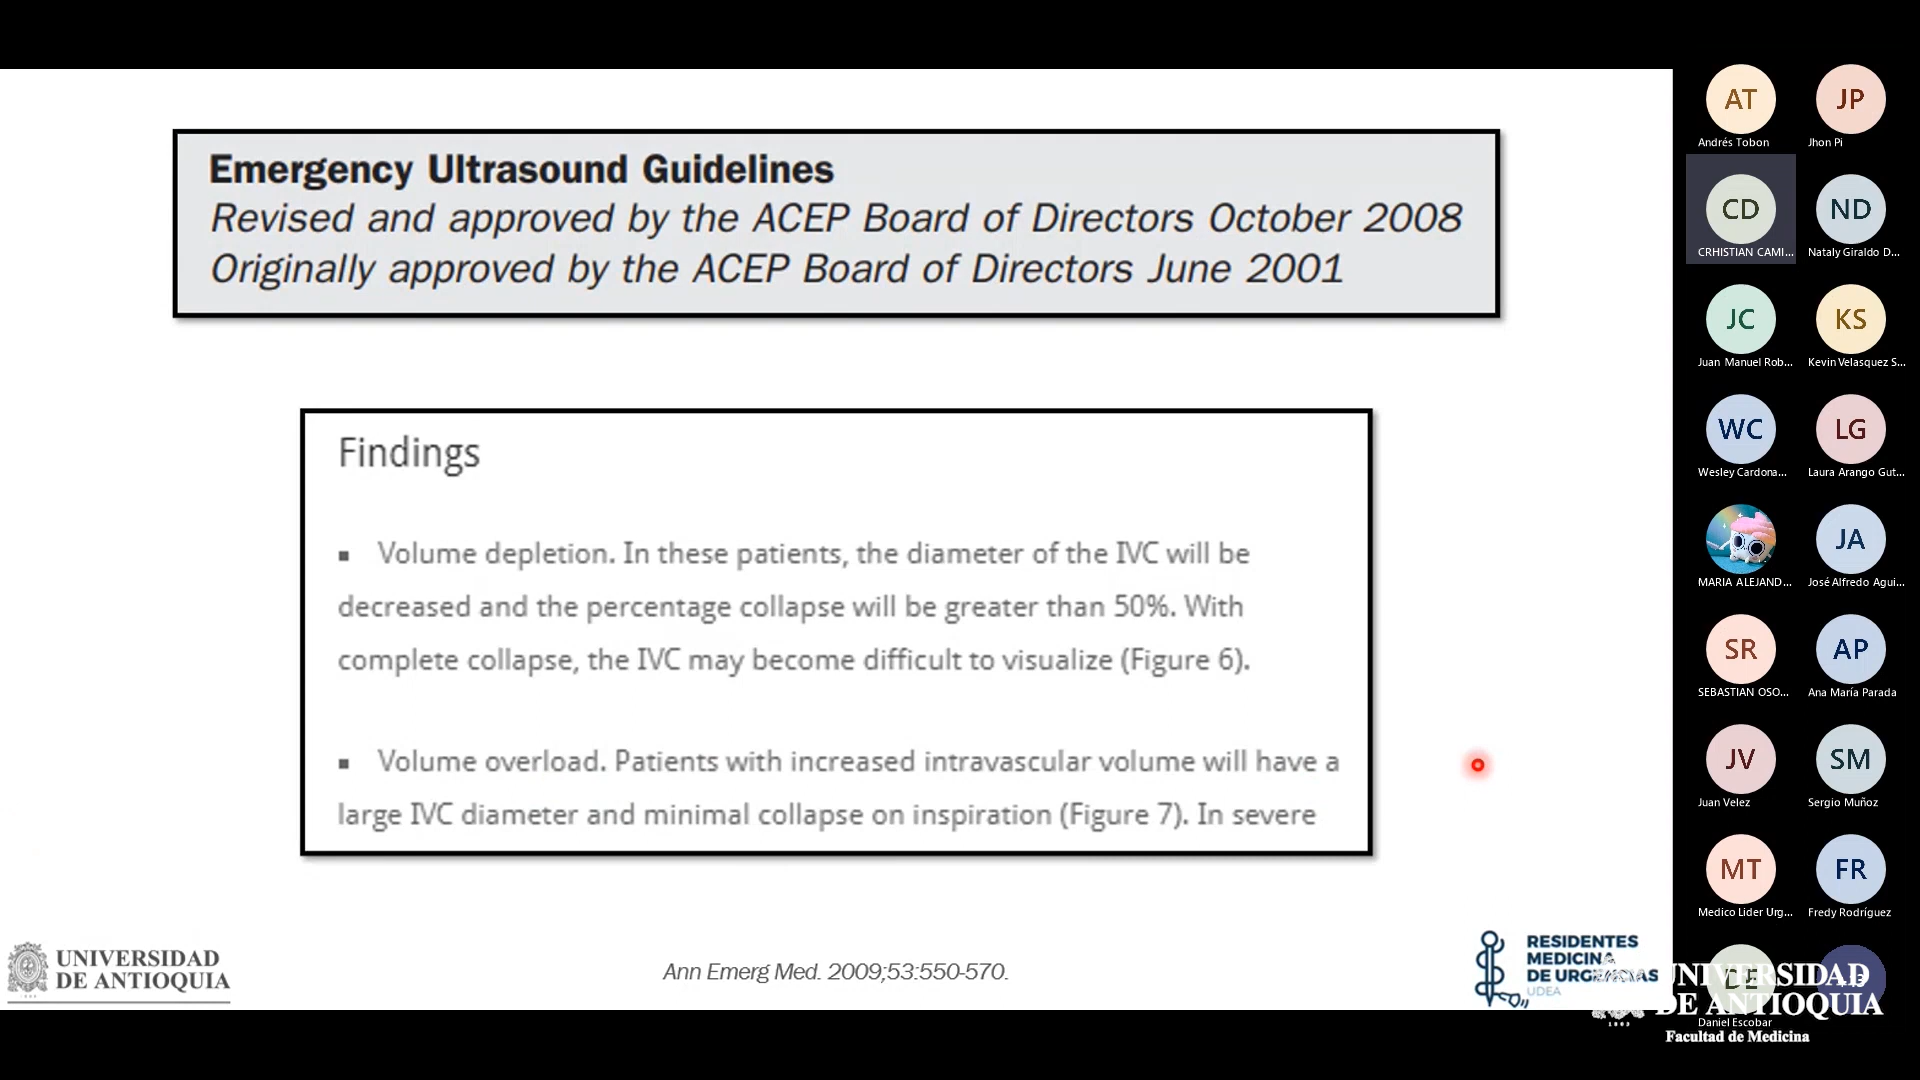 Emergency Ultrasound Guidelines
Revised and approved by the ACEP Board of Directors October 2008
Originally approved by the ACEP Board of Directors June 2001
Findings
▪ Volume depletion. In these patients, the diameter of the IVC will be
decreased and the percentage collapse will be greater than 50%. With
complete collapse, the IVC may become difficult to visualize (Figure 6).
▪ Volume overload. Patients with increased intravascular volume will have a
large IVC diameter and minimal collapse on inspiration (Figure 7). In severe
UNIVERSIDAD
DE ANTIOQUIA
Ann Emerg Med. 2009;53:550-570.
RESIDENTES
MEDICINA
DE URGENCIAS
UDEA
AT
Andrés Tobon
JP
Jhon Pi
CD
CRHISTIAN CAMI...
ND
Nataly Giraldo D...
JC
Juan Manuel Rob...
KS
Kevin Velasquez S...
WC
Wesley Cardona...
LG
Laura Arango Gut...
MARIA ALEJAND...
JA
José Alfredo Agui...
SR
SEBASTIAN OSO...
AP
Ana María Parada
JV
Juan Velez
SM
Sergio Muñoz
MT
Medico Lider Urg...
FR
Fredy Rodríguez
DE
Daniel Escobar
UNIVERSIDAD
DE ANTIOQUIA
1803
Facultad de Medicina